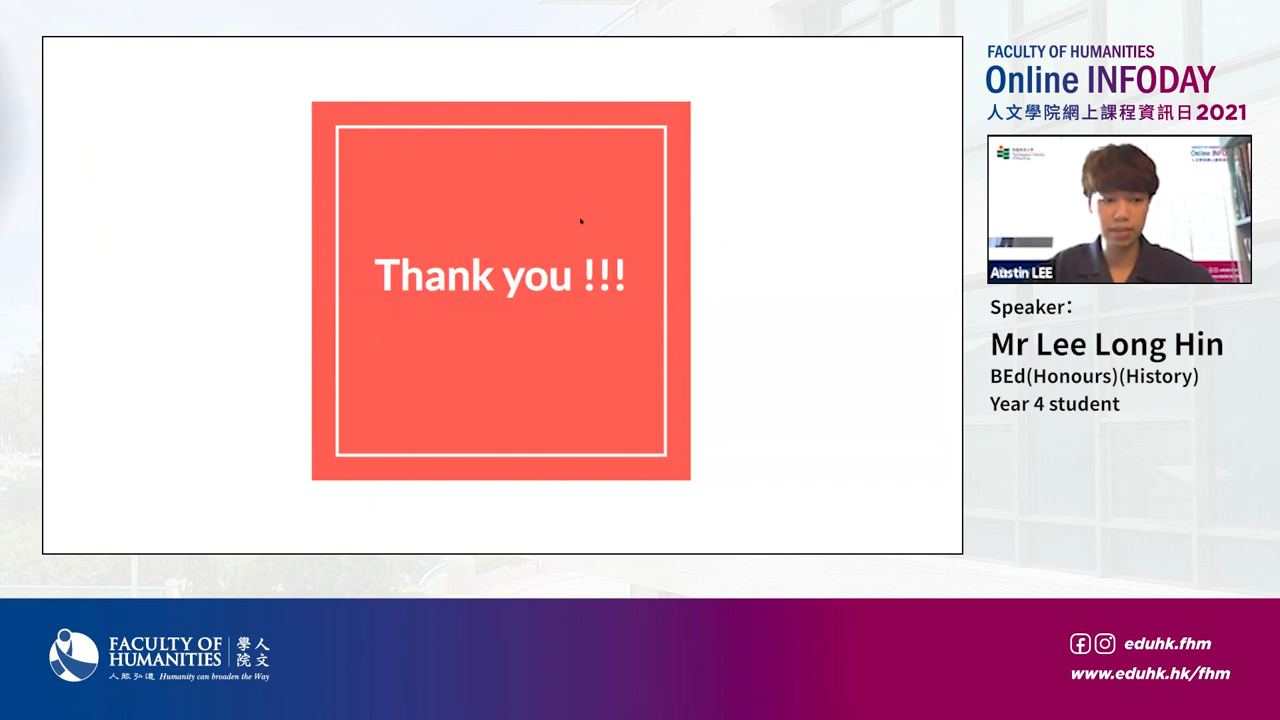 Thank you !!!
FACULTY OF HUMANITIES
Online INFODAY
人文學院網上課程資訊日2021
Austin LEE
Speaker：
Mr Lee Long Hin
BEd(Honours)(History)
Year 4 student
FACULTY OF
HUMANITIES
學人
院文
人脈弘道 Humanity can broaden the Way
eduhk.fhm
www.eduhk.hk/fhm